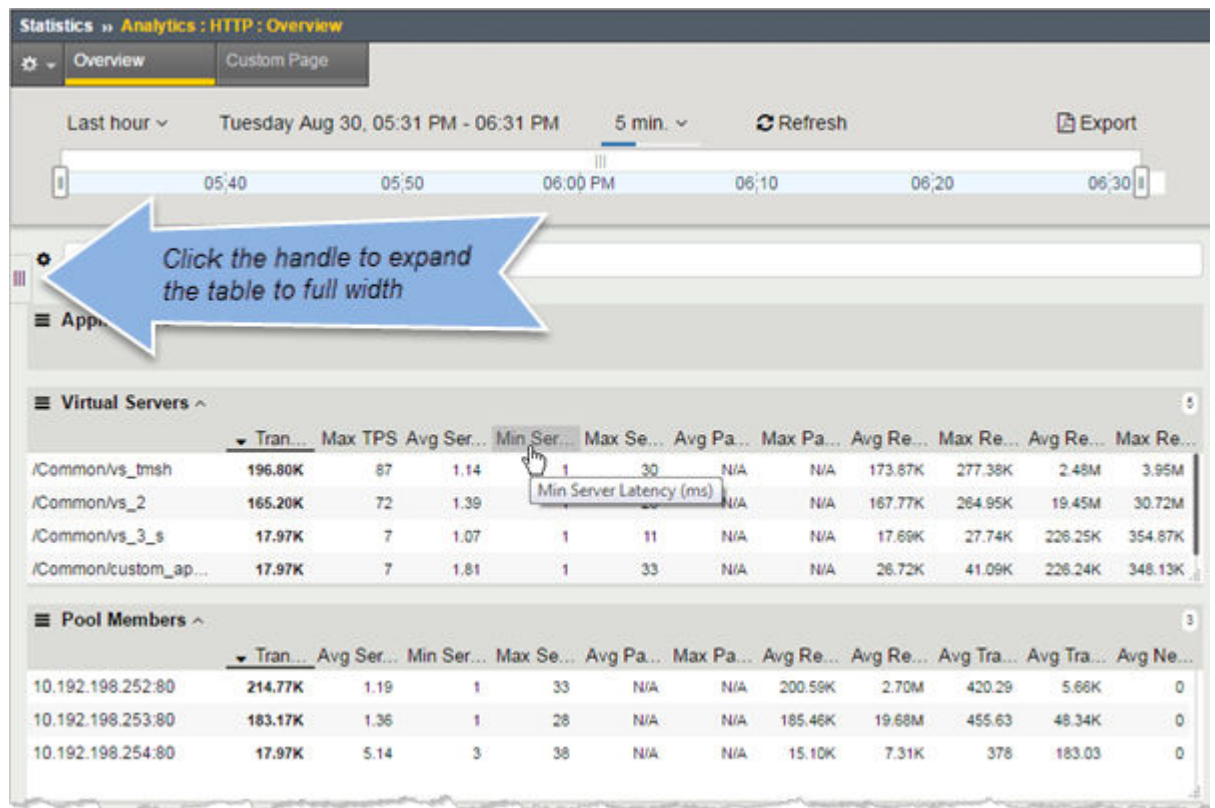 Statistics » Analytics : HTTP : Overview
Overview Custom Page
Last hour Tuesday Aug 30, 05:31 PM - 06:31 PM 5 min. Refresh Export
05:40 05:50 06:00 PM 06:10 06:20 06:30
Click the handle to expand
the table to full width
Virtual Servers 5
Tran... Max TPS Avg Ser... Min Ser... Max Se... Avg Pa... Max Pa... Avg Re... Max Re... Avg Re... Max Re...
/Common/vs_tmsh 196.80K 87 1.14 1 30 N/A N/A 173.87K 277.38K 2.48M 3.95M
Min Server Latency (ms)
/Common/vs_2 165.20K 72 1.39 N/A N/A 167.77K 264.95K 19.45M 30.72M
/Common/vs_3_s 17.97K 7 1.07 1 11 N/A N/A 17.69K 27.74K 226.25K 354.87K
/Common/custom_ap... 17.97K 7 1.81 1 33 N/A N/A 26.72K 41.09K 226.24K 348.13K
Pool Members 3
Tran... Avg Ser... Min Ser... Max Se... Avg Pa... Max Pa... Avg Re... Avg Re... Avg Tra... Avg Tra... Avg Ne...
10.192.198.252:80 214.77K 1.19 1 33 N/A N/A 200.59K 2.70M 420.29 5.66K 0
10.192.198.253:80 183.17K 1.36 1 28 N/A N/A 185.46K 19.68M 455.63 48.34K 0
10.192.198.254:80 17.97K 5.14 3 38 N/A N/A 15.10K 7.31K 378 183.03 0